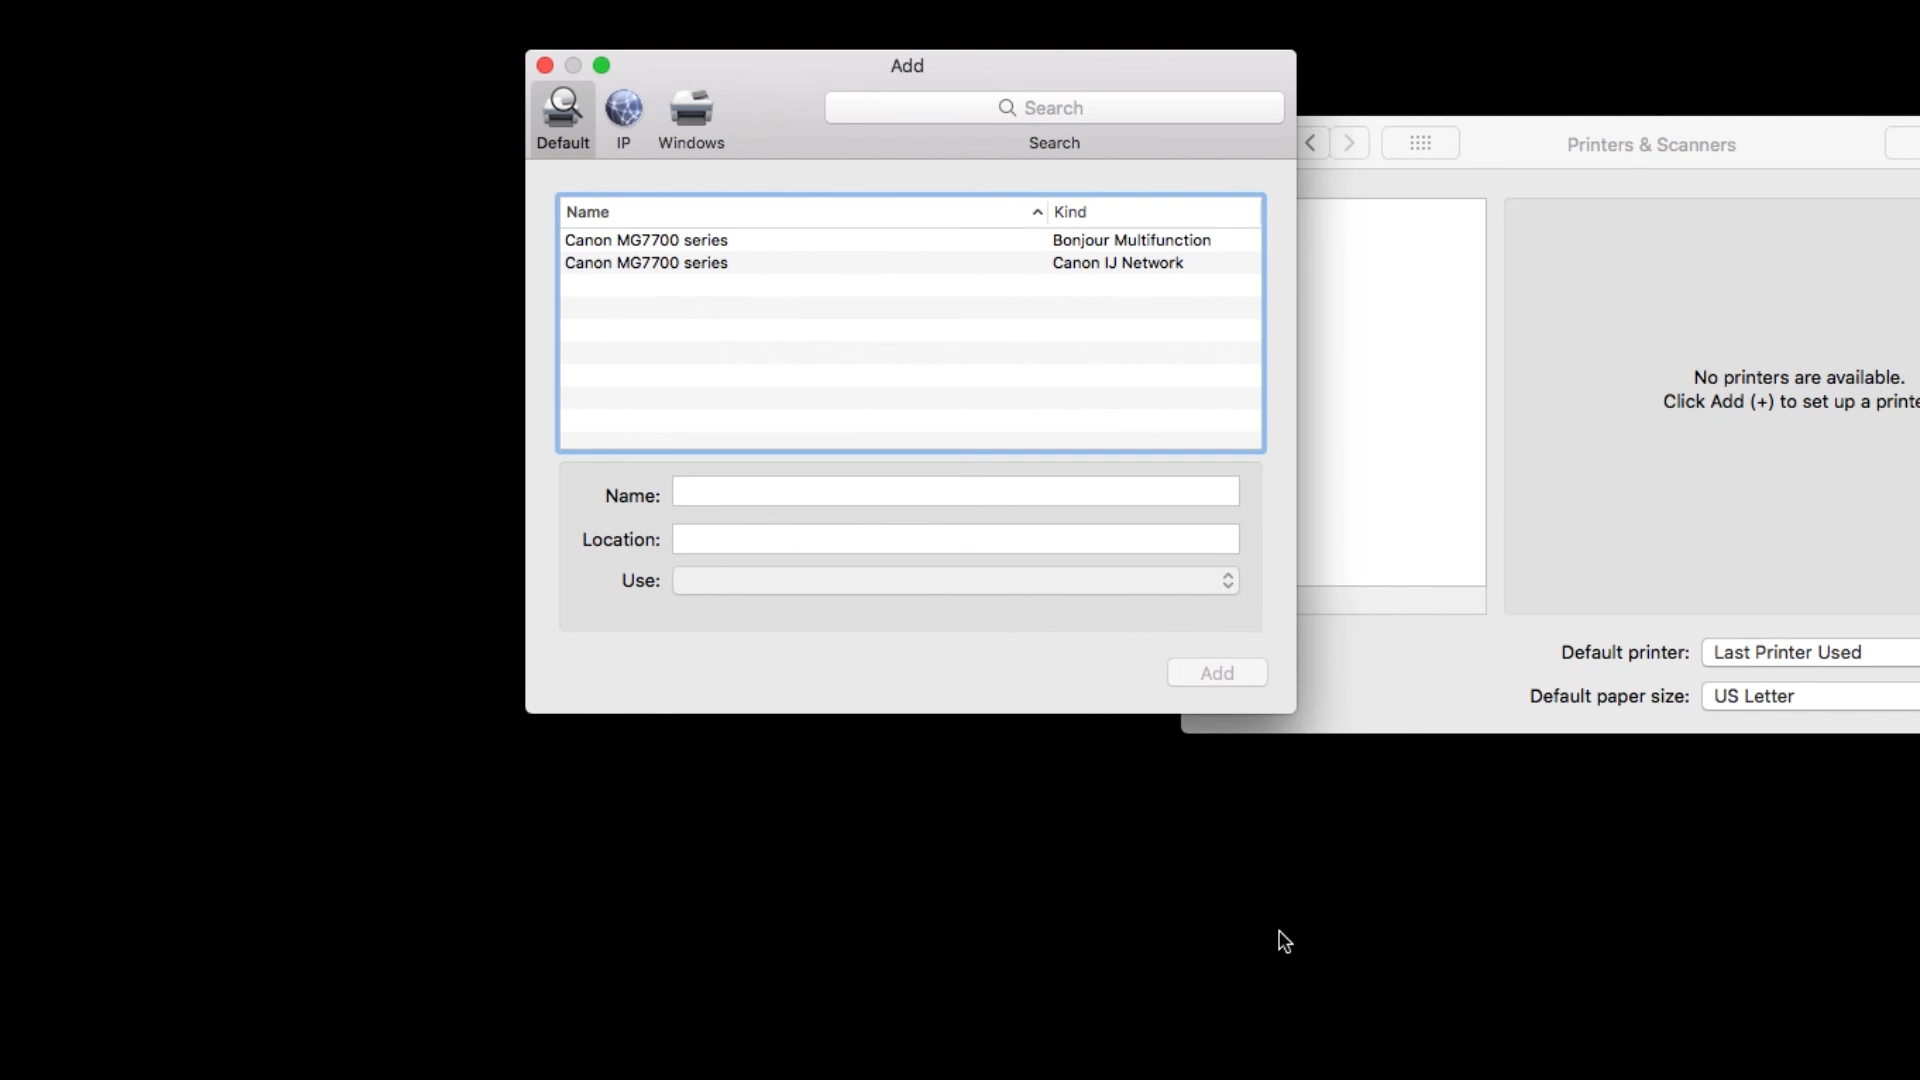 Add
Default
IP
Windows
Search
Search
Name
Kind
Canon MG7700 series
Bonjour Multifunction
Canon MG7700 series
Canon IJ Network
Name:
Location:
Use:
Add
Printers & Scanners
No printers are available.
Click Add (+) to set up a printe
Default printer:
Last Printer Used
Default paper size:
US Letter